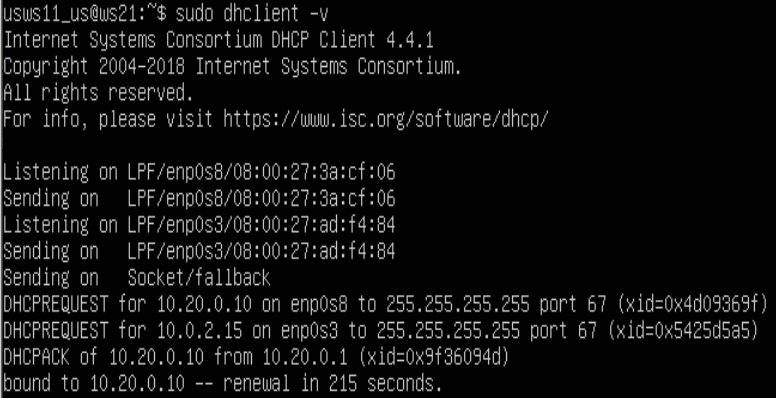 usws11_us@ws21:~$ sudo dhclient -v
Internet Systems Consortium DHCP Client 4.4.1
Copyright 2004-2018 Internet Systems Consortium.
All rights reserved.
For info, please visit https://www.isc.org/software/dhcp/
Listening on LPF/enp0s8/08:00:27:3a:cf:06
Sending on   LPF/enp0s8/08:00:27:3a:cf:06
Listening on LPF/enp0s3/08:00:27:ad:f4:84
Sending on   LPF/enp0s3/08:00:27:ad:f4:84
Sending on   Socket/fallback
DHCPREQUEST for 10.20.0.10 on enp0s8 to 255.255.255.255 port 67 (xid=0x4d09369f)
DHCPREQUEST for 10.0.2.15 on enp0s3 to 255.255.255.255 port 67 (xid=0x5425d5a5)
DHCPACK of 10.20.0.10 from 10.20.0.1 (xid=0x9f36094d)
bound to 10.20.0.10 -- renewal in 215 seconds.